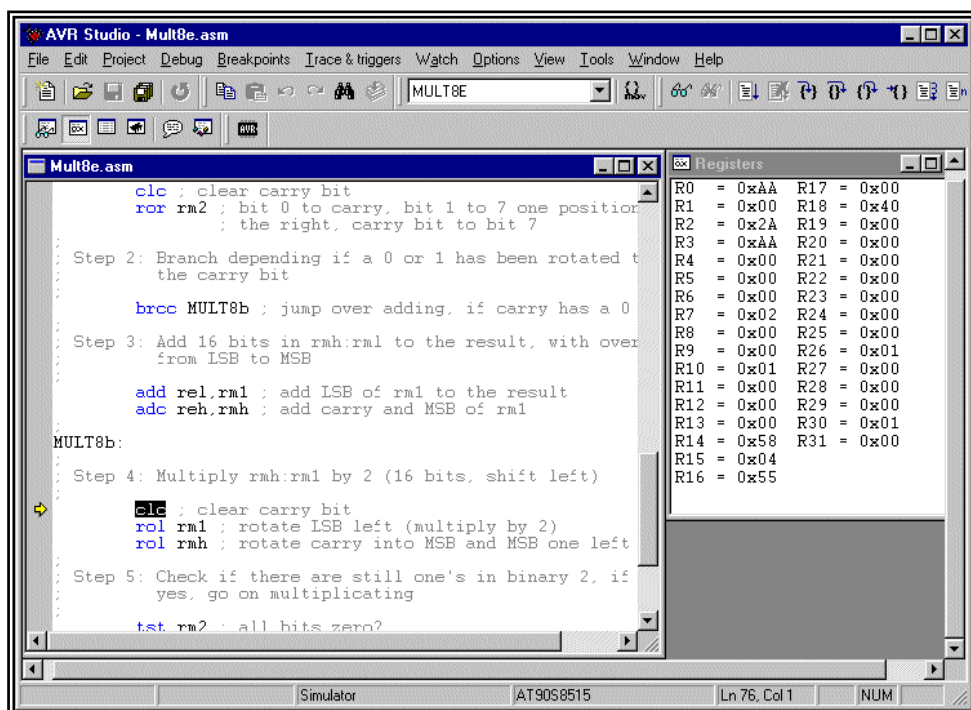 AVR Studio - Mult8e.asm
File Edit Project Debug Breakpoints Trace & triggers Watch Options View Tools Window Help
MULT8E
AVR
Mult8e.asm
clc ; clear carry bit
ror rm2 ; bit 0 to carry, bit 1 to 7 one position
; the right, carry bit to bit 7
;
; Step 2: Branch depending if a 0 or 1 has been rotated t
; the carry bit
;
brcc MULT8b ; jump over adding, if carry has a 0
;
; Step 3: Add 16 bits in rmh:rml to the result, with over
; from LSB to MSB
;
add rel,rm1 ; add LSB of rm1 to the result
adc reh,rmh ; add carry and MSB of rm1
;
MULT8b:
;
; Step 4: Multiply rmh:rm1 by 2 (16 bits, shift left)
;
clc ; clear carry bit
rol rm1 ; rotate LSB left (multiply by 2)
rol rmh ; rotate carry into MSB and MSB one left
;
; Step 5: Check if there are still one's in binary 2, if
; yes, go on multiplicating
;
tst rm2 ; all bits zero?
Registers
R0 = 0xAA R17 = 0x00
R1 = 0x00 R18 = 0x40
R2 = 0x2A R19 = 0x00
R3 = 0xAA R20 = 0x00
R4 = 0x00 R21 = 0x00
R5 = 0x00 R22 = 0x00
R6 = 0x00 R23 = 0x00
R7 = 0x02 R24 = 0x00
R8 = 0x00 R25 = 0x00
R9 = 0x00 R26 = 0x01
R10 = 0x01 R27 = 0x00
R11 = 0x00 R28 = 0x00
R12 = 0x00 R29 = 0x00
R13 = 0x00 R30 = 0x01
R14 = 0x58 R31 = 0x00
R15 = 0x04
R16 = 0x55
Simulator AT90S8515 Ln 76, Col 1 NUM